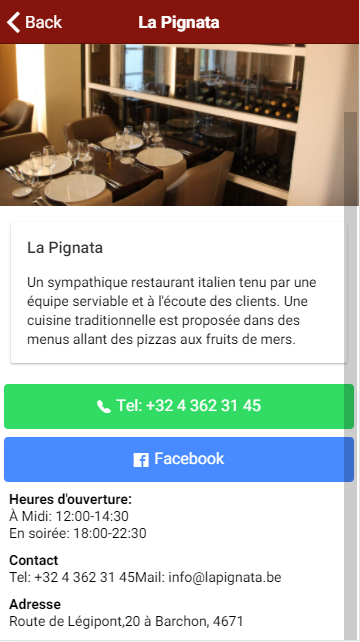 Back
La Pignata
La Pignata
Un sympathique restaurant italien tenu par une
équipe serviable et à l'écoute des clients. Une
cuisine traditionnelle est proposée dans des
menus allant des pizzas aux fruits de mers.
Tel: +32 4 362 31 45
Facebook
Heures d'ouverture:
À Midi: 12:00-14:30
En soirée: 18:00-22:30
Contact
Tel: +32 4 362 31 45Mail: info@lapignata.be
Adresse
Route de Légipont,20 à Barchon, 4671